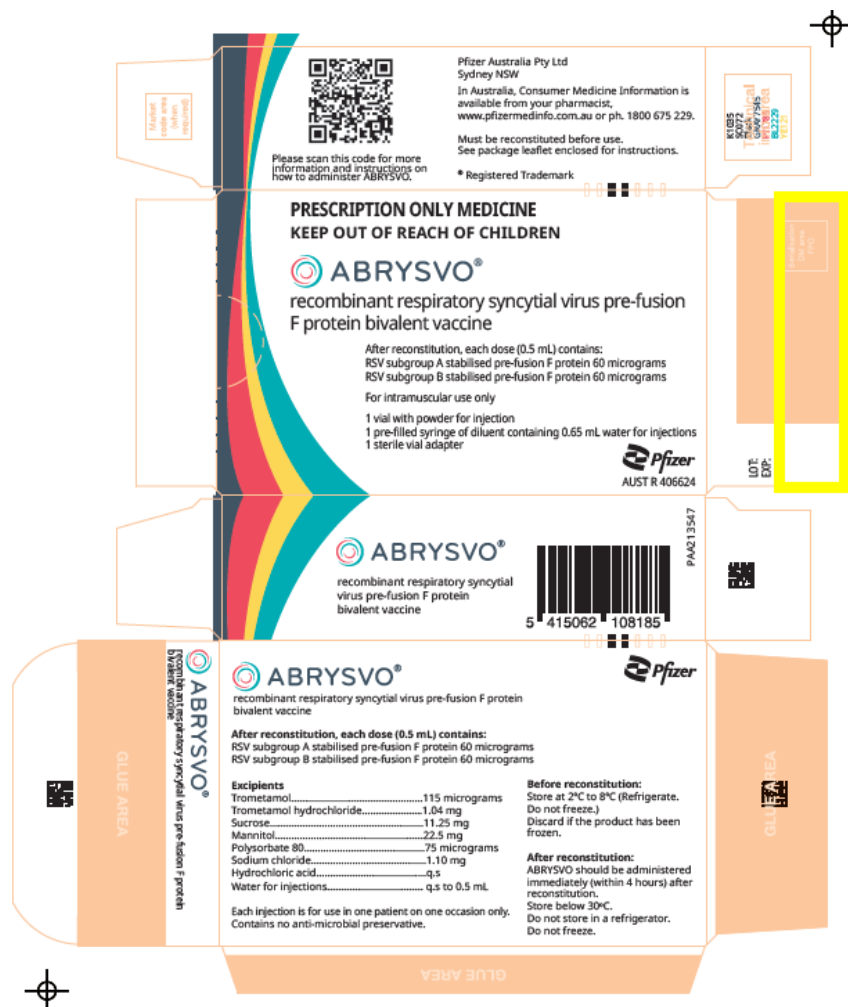 Market
code area
(when
required)
Please scan this code for more
information and instructions on
how to administer ABRYSVO.
Pfizer Australia Pty Ltd
Sydney NSW
In Australia, Consumer Medicine Information is
available from your pharmacist,
www.pfizermedinfo.com.au or ph. 1800 675 229.
Must be reconstituted before use.
See package leaflet enclosed for instructions.
® Registered Trademark
K1035
SC072
Black
BL2229
PRESCRIPTION ONLY MEDICINE
KEEP OUT OF REACH OF CHILDREN
ABRYSVO®
recombinant respiratory syncytial virus pre-fusion
F protein bivalent vaccine
After reconstitution, each dose (0.5 mL) contains:
RSV subgroup A stabilised pre-fusion F protein 60 micrograms
RSV subgroup B stabilised pre-fusion F protein 60 micrograms
For intramuscular use only
1 vial with powder for injection
1 pre-filled syringe of diluent containing 0.65 mL water for injections
1 sterile vial adapter
Pfizer
AUST R 406624
LOT:
EXP:
ABRYSVO®
recombinant respiratory syncytial
virus pre-fusion F protein
bivalent vaccine
5 415062 108185
PAA213547
GLUE AREA
ABRYSVO®
recombinant respiratory syncytial virus pre-fusion F protein
bivalent vaccine
ABRYSVO®
recombinant respiratory syncytial virus pre-fusion F protein
bivalent vaccine
Pfizer
After reconstitution, each dose (0.5 mL) contains:
RSV subgroup A stabilised pre-fusion F protein 60 micrograms
RSV subgroup B stabilised pre-fusion F protein 60 micrograms
Excipients
Trometamol..........................................115 micrograms
Trometamol hydrochloride...................1.04 mg
Sucrose.................................................11.25 mg
Mannitol................................................22.5 mg
Polysorbate 80.......................................75 micrograms
Sodium chloride.....................................1.10 mg
Hydrochloric acid...................................q.s
Water for injections............................... q.s to 0.5 mL
Each injection is for use in one patient on one occasion only.
Contains no anti-microbial preservative.
Before reconstitution:
Store at 2°C to 8°C (Refrigerate.
Do not freeze.)
Discard if the product has been
frozen.
After reconstitution:
ABRYSVO should be administered
immediately (within 4 hours) after
reconstitution.
Store below 30°C.
Do not store in a refrigerator.
Do not freeze.
GLUE AREA
GLUE AREA